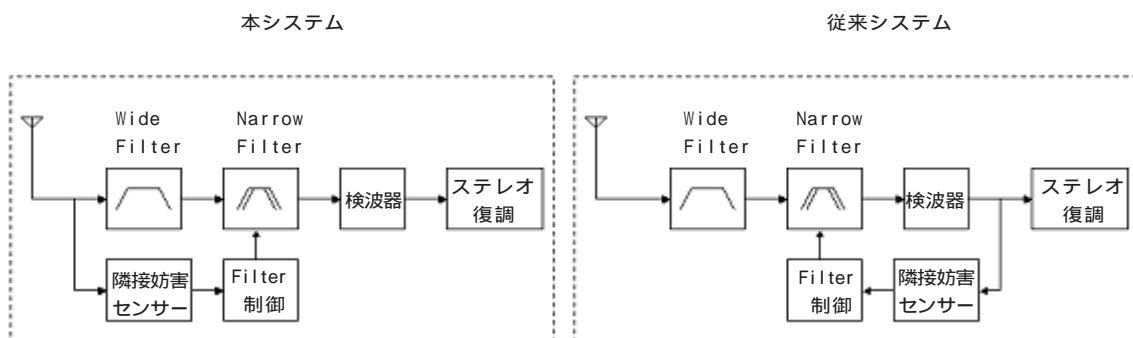 本システム
Wide
Filter
Narrow
Filter
検波器
ステレオ
復調
隣接妨害
センサー
Filter
制御
従来システム
Wide
Filter
Narrow
Filter
検波器
ステレオ
復調
Filter
制御
隣接妨害
センサー